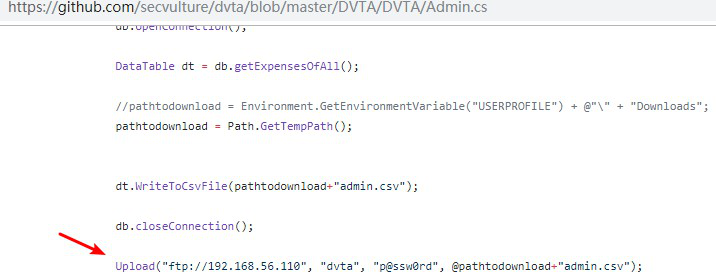 https://github.com/secvulture/dvta/blob/master/DVTA/DVTA/Admin.cs
db.openConnection();
DataTable dt = db.getExpensesOfAll();
//pathtodownload = Environment.GetEnvironmentVariable("USERPROFILE") + @"\" + "Downloads";
pathtodownload = Path.GetTempPath();
dt.WriteToCsvFile(pathtodownload+"admin.csv");
db.closeConnection();
Upload("ftp://192.168.56.110", "dvta", "p@ssw0rd", @pathtodownload+"admin.csv");